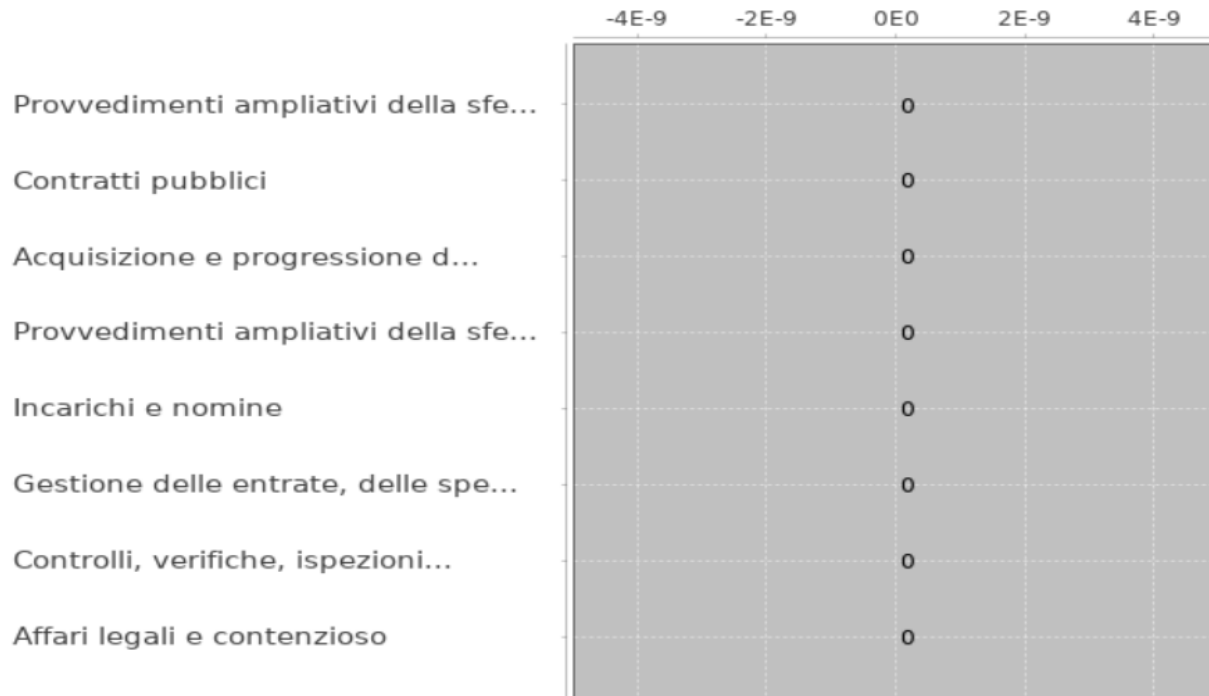 -4E-9 -2E-9 0E0 2E-9 4E-9
Provvedimenti ampliativi della sfe... 0
Contratti pubblici 0
Acquisizione e progressione d... 0
Provvedimenti ampliativi della sfe... 0
Incarichi e nomine 0
Gestione delle entrate, delle spe... 0
Controlli, verifiche, ispezioni... 0
Affari legali e contenzioso 0